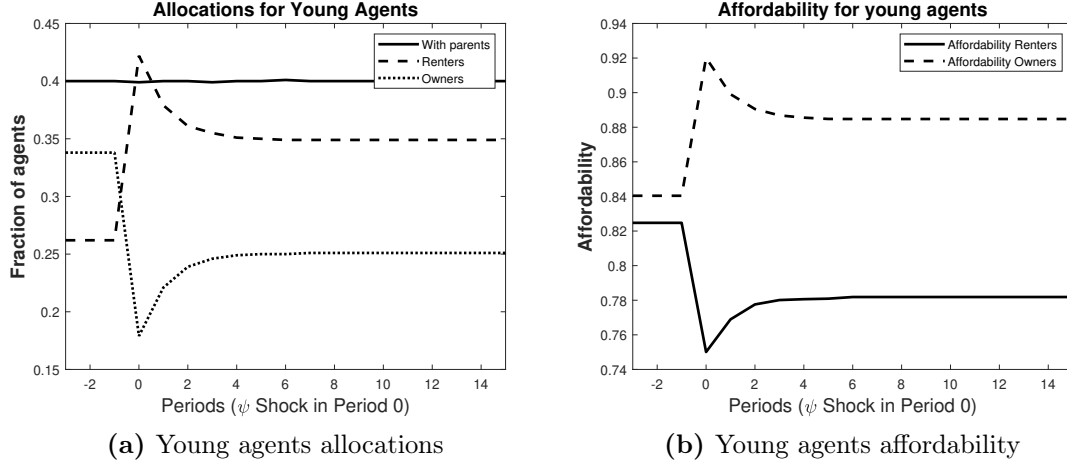 Allocations for Young Agents
0.45
0.4
0.35
0.3
0.25
0.2
0.15
Fraction of agents
With parents
Renters
Owners
-2 0 2 4 6 8 10 12 14
Periods (ψ Shock in Period 0)
(a) Young agents allocations
Affordability for young agents
0.94
0.92
0.9
0.88
0.86
0.84
0.82
0.8
0.78
0.76
0.74
Affordability
Affordability Renters
Affordability Owners
-2 0 2 4 6 8 10 12 14
Periods (ψ Shock in Period 0)
(b) Young agents affordability